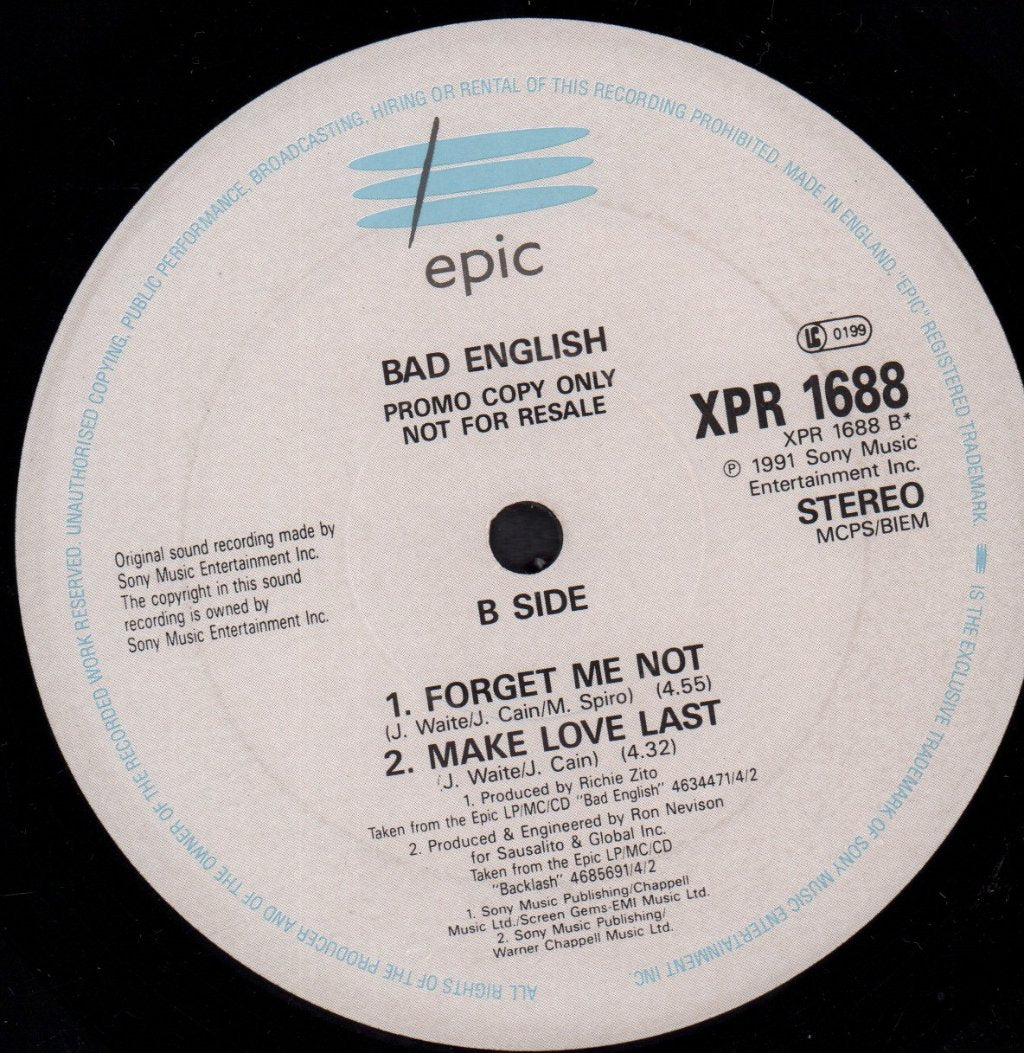 ALL RIGHTS OF THE PRODUCER AND OF THE OWNER OF THE RECORDED WORK RESERVED. UNAUTHORISED COPYING, PUBLIC PERFORMANCE, BROADCASTING, HIRING OR RENTAL OF THIS RECORDING PROHIBITED. MADE IN ENGLAND. "EPIC" REGISTERED TRADEMARK. IS THE EXCLUSIVE TRADEMARK OF SONY MUSIC ENTERTAINMENT INC.
epic
BAD ENGLISH
PROMO COPY ONLY
NOT FOR RESALE
LC 0199
XPR 1688
XPR 1688 B*
℗ 1991 Sony Music
Entertainment Inc.
STEREO
MCPS/BIEM
Original sound recording made by
Sony Music Entertainment Inc.
The copyright in this sound
recording is owned by
Sony Music Entertainment Inc.
B SIDE
1. FORGET ME NOT
(J. Waite/J. Cain/M. Spiro) (4.55)
2. MAKE LOVE LAST
(J. Waite/J. Cain) (4.32)
1. Produced by Richie Zito
Taken from the Epic LP/MC/CD "Bad English" 4634471/4/2
2. Produced & Engineered by Ron Nevison
for Sausalito & Global Inc.
Taken from the Epic LP/MC/CD
"Backlash" 4685691/4/2
1. Sony Music Publishing/Chappell
Music Ltd./Screen Gems-EMI Music Ltd.
2. Sony Music Publishing/
Warner Chappell Music Ltd.